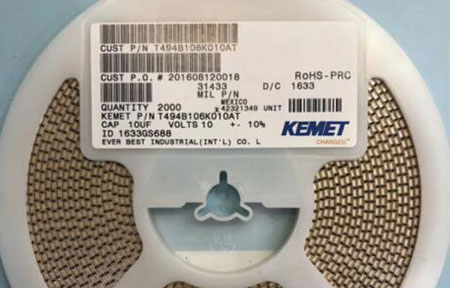 CUST P/N T494B106K010AT
CUST P.O.# 201608120018
RoHS-PRC
31433 D/C 1633
MIL P/N
MEXICO
QUANTITY 2000 *42321349 UNIT
KEMET P/N T494B106K010AT
CAP 10UF VOLTS 10 +- 10%
ID 1633GS688
EVER BEST INDUSTRIAL(INT'L) CO. L
KEMET
CHARGED.
PS